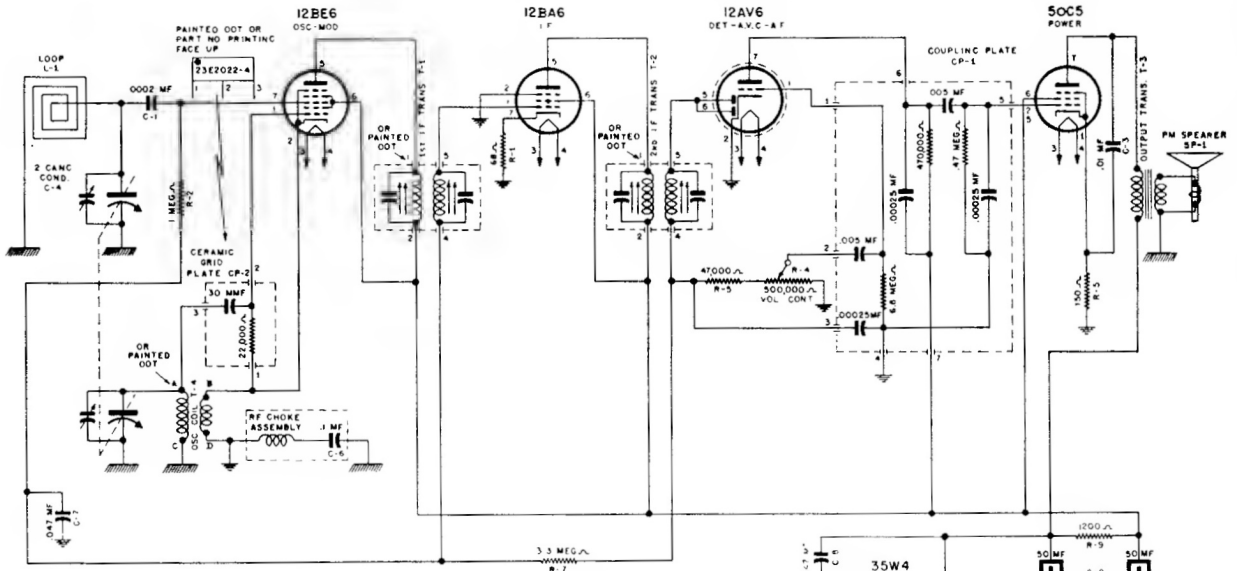 12BE6
OSC-MOD
12BA6
I F
12AV6
DET-A.V.C-A F
50C5
POWER
PAINTED DOT OR
PART NO PRINTING
FACE UP
23E2022-4
1 2 3
LOOP
L-1
.0002 MF
C-1
2 GANG
COND.
C-4
1 MEG
R-2
CERAMIC
GRID
PLATE CP-2
30 MMF
22,000
OR
PAINTED
DOT
A
B
C
D
OSC COIL T-4
RF CHOKE
ASSEMBLY
.1 MF
C-6
.047 MF
C-7
OR
PAINTED
DOT
1ST I.F TRANS T-1
68
R-1
OR
PAINTED
DOT
2ND I.F TRANS T-2
47,000
R-5
R-4
500,000
VOL CONT
3.3 MEG
R-7
COUPLING PLATE
CP-1
.005 MF
470,000
.47 MEG
.00025 MF
.00025 MF
.005 MF
6.8 MEG
.00025MF
.01 MF
C-3
OUTPUT TRANS. T-3
PM SPEAKER
SP-1
150
R-5
1200
R-9
C 8
35W4
50 MF
50 MF